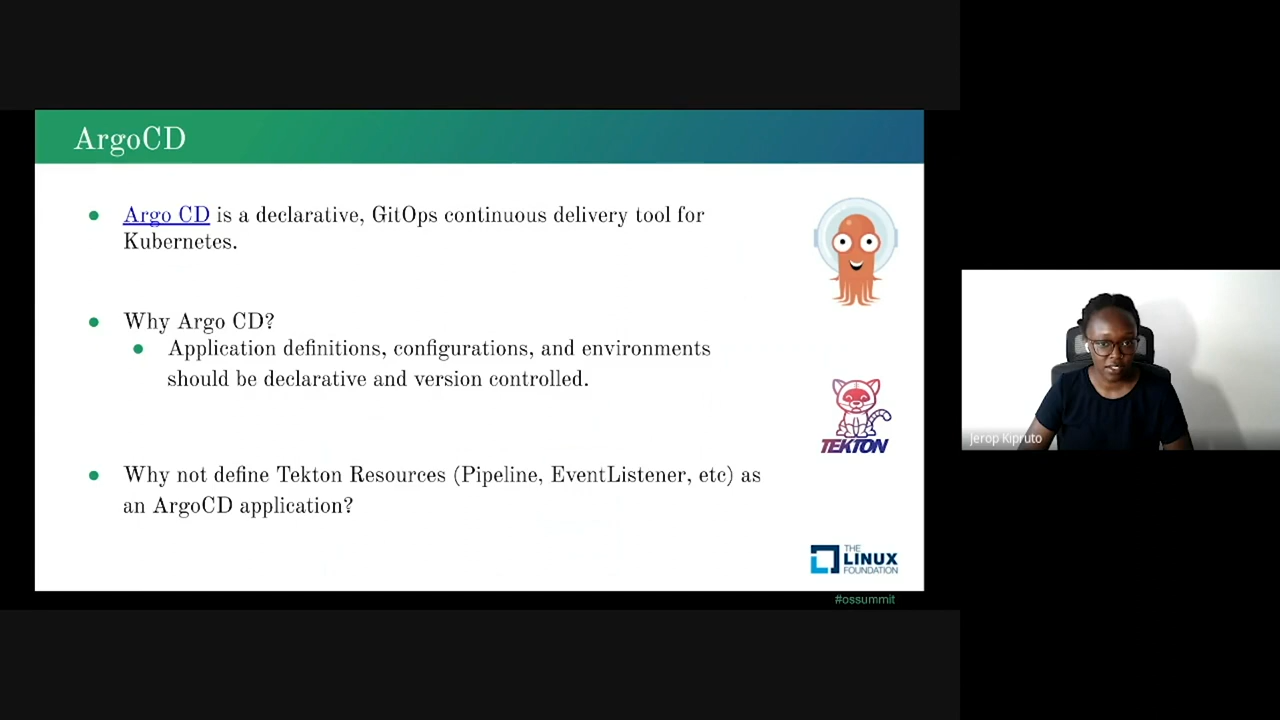 ArgoCD
Argo CD is a declarative, GitOps continuous delivery tool for
Kubernetes.
Why Argo CD?
Application definitions, configurations, and environments
should be declarative and version controlled.
TEKTON
Why not define Tekton Resources (Pipeline, EventListener, etc) as
an ArgoCD application?
THE
LINUX
FOUNDATION
#ossummit
Jerop Kipruto